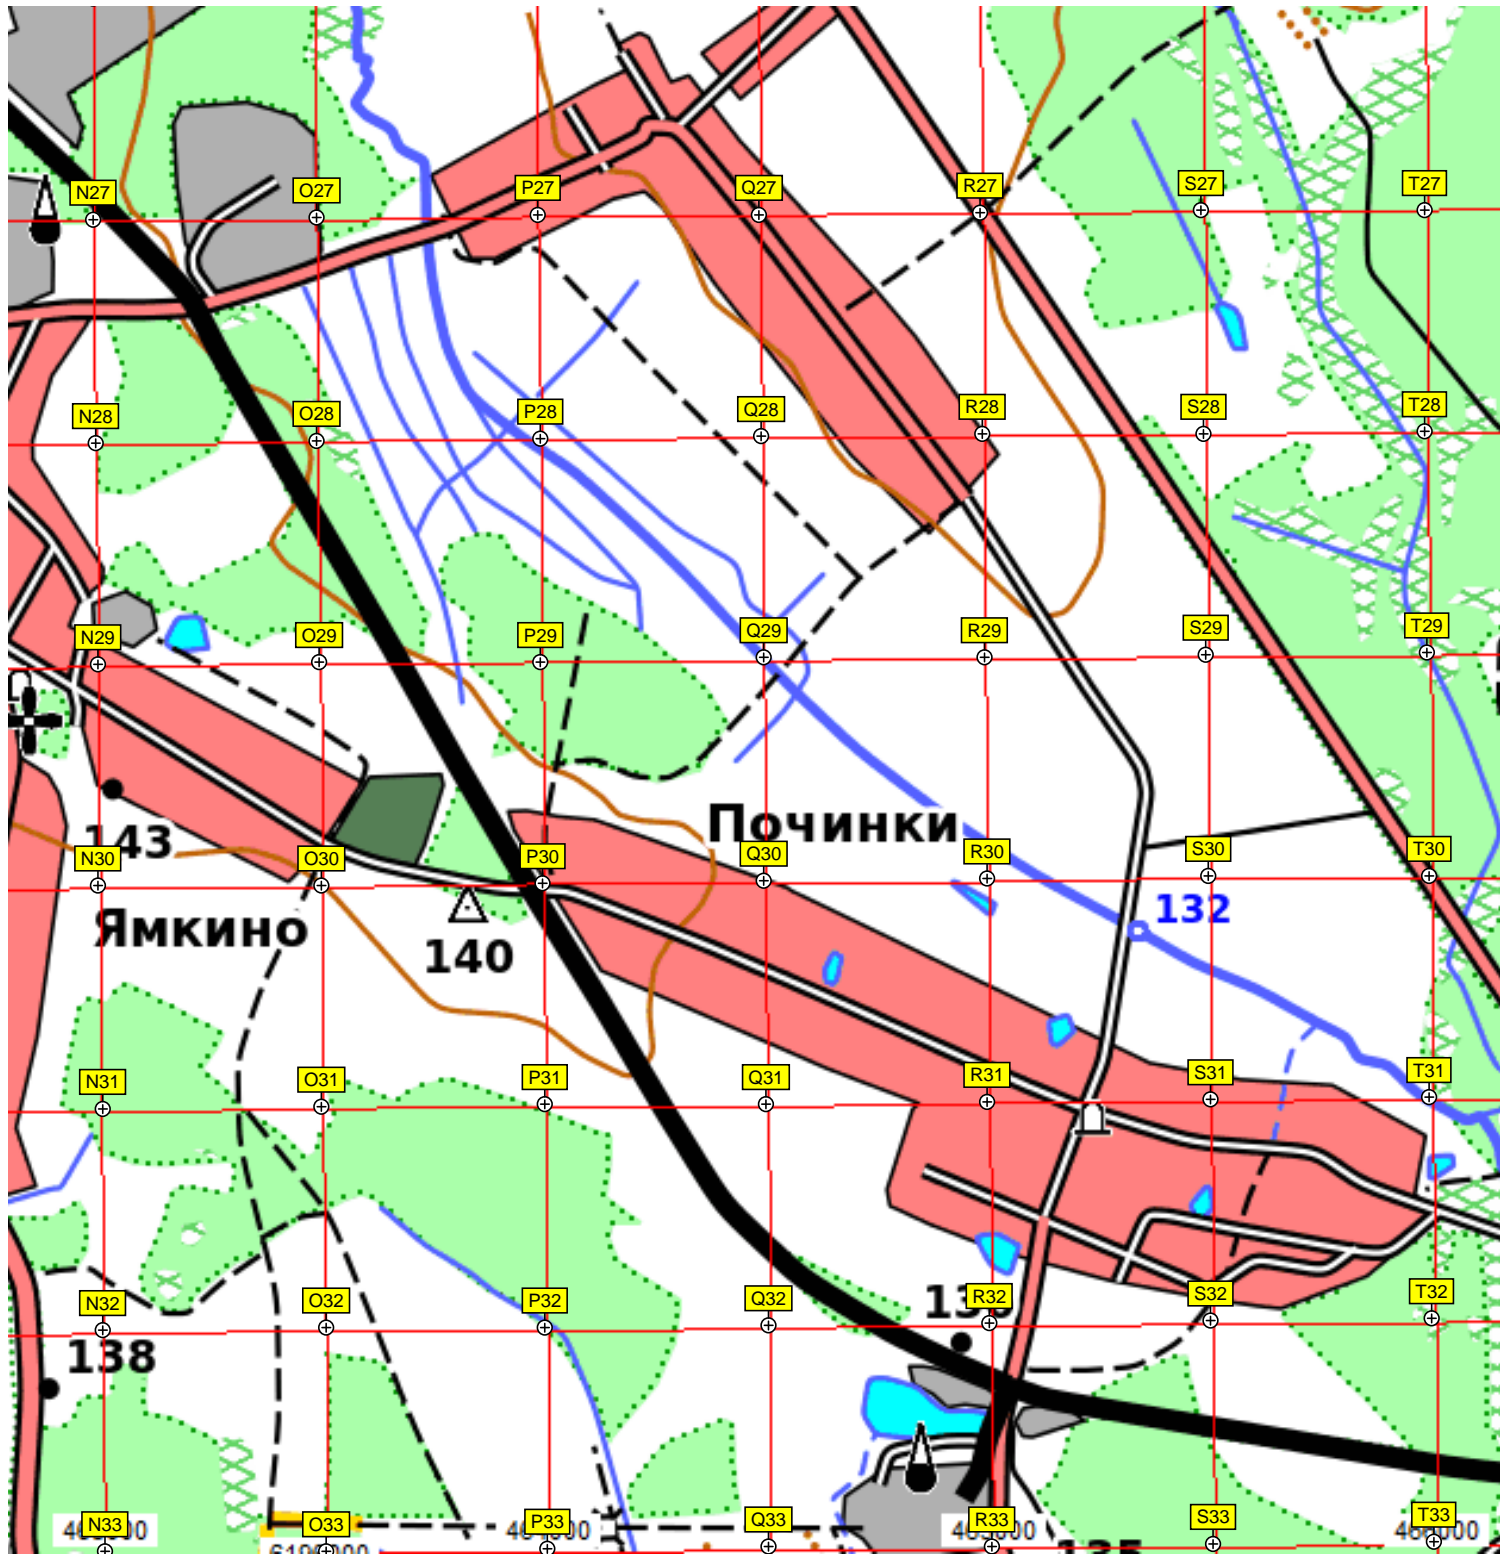 N27 O27 P27 Q27 R27 S27 T27
N28 O28 P28 Q28 R28 S28 T28
N29 O29 P29 Q29 R29 S29 T29
Починки
143
N30 O30 P30 Q30 R30 S30 T30
132
Ямкино
140
N31 O31 P31 Q31 R31 S31 T31
N32 O32 P32 Q32 R32 S32 T32
138
N33 O33 P33 Q33 R33 S33 T33
135